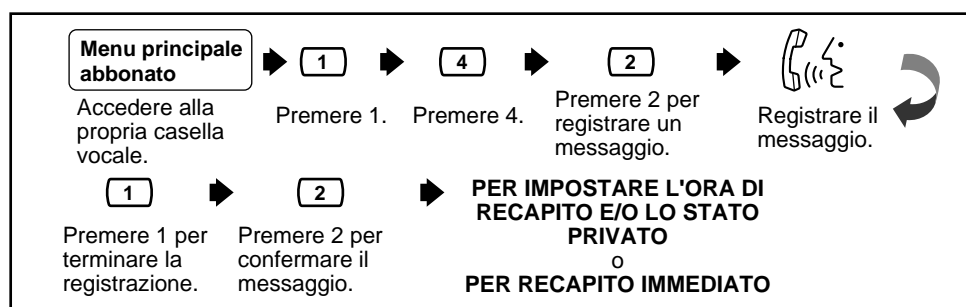 Menu principale
abbonato
1
4
2
Accedere alla
propria casella
vocale.
Premere 1.
Premere 4.
Premere 2 per
registrare un
messaggio.
Registrare il
messaggio.
1
2
Premere 1 per
terminare la
registrazione.
Premere 2 per
confermare il
messaggio.
PER IMPOSTARE L'ORA DI
RECAPITO E/O LO STATO
PRIVATO
o
PER RECAPITO IMMEDIATO